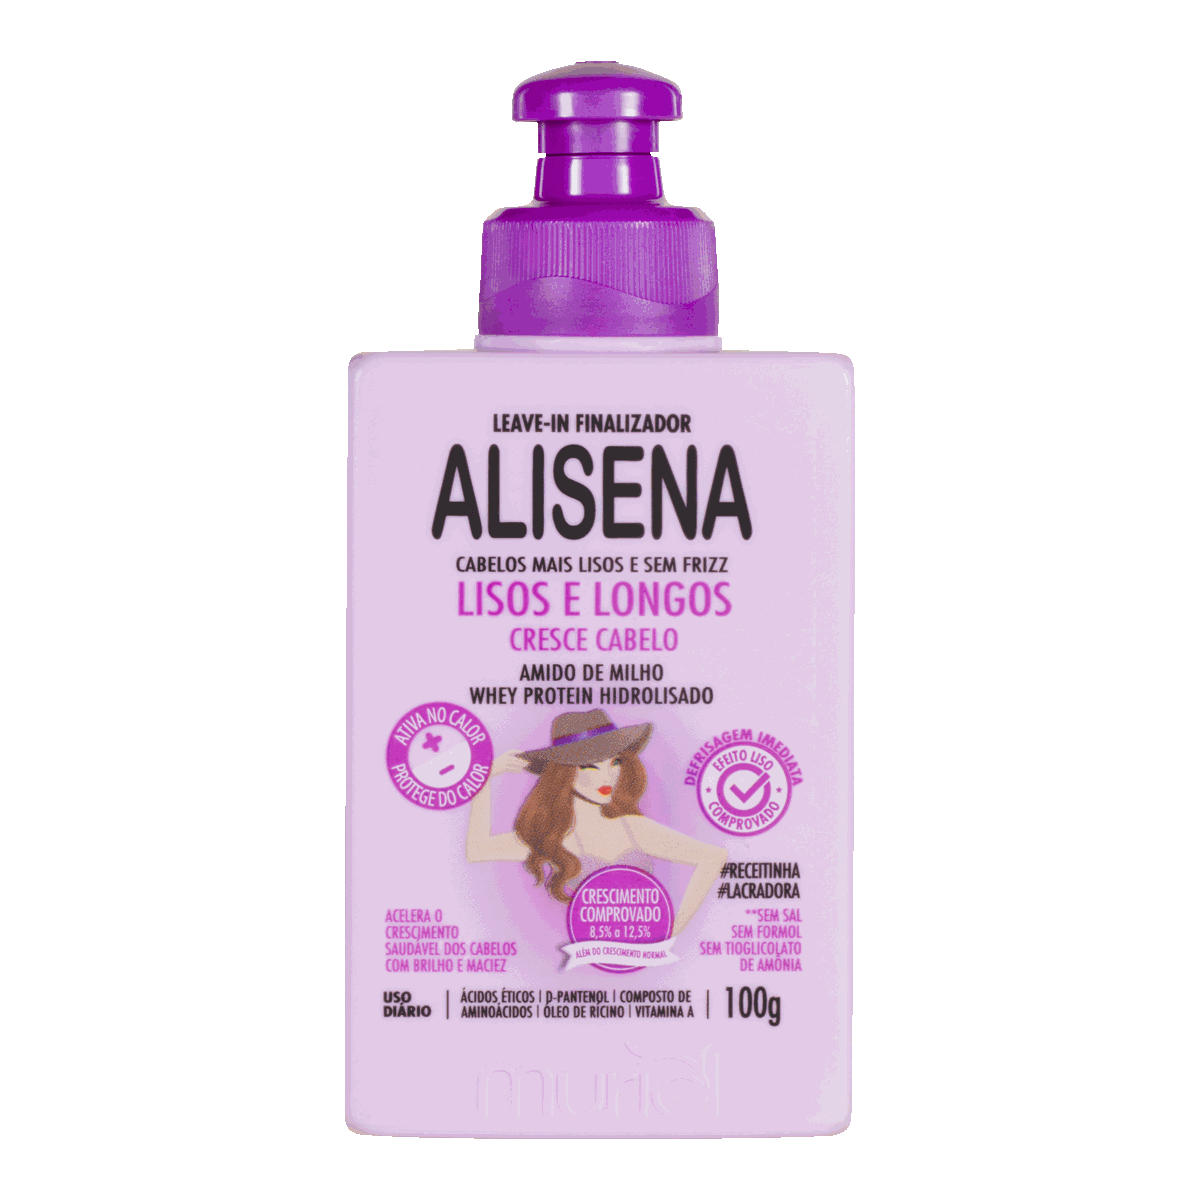 LEAVE-IN FINALIZADOR
ALISENA
CABELOS MAIS LISOS E SEM FRIZZ
LISOS E LONGOS
CRESCE CABELO
AMIDO DE MILHO
WHEY PROTEIN HIDROLISADO
ATIVA NO CALOR
PROTEGE DO CALOR
DEFRISAGEM IMEDIATA
EFEITO LISO
COMPROVADO
#RECEITINHA
#LACRADORA
CRESCIMENTO
COMPROVADO
8,5% a 12,5%
ALÉM DO CRESCIMENTO NORMAL
ACELERA O
CRESCIMENTO
SAUDÁVEL DOS CABELOS
COM BRILHO E MACIEZ
**SEM SAL
SEM FORMOL
SEM TIOGLICOLATO
DE AMÔNIA
USO
DIÁRIO
ÁCIDOS ÉTICOS | D-PANTENOL | COMPOSTO DE
AMINOÁCIDOS | ÓLEO DE RÍCINO | VITAMINA A
100g
muriel